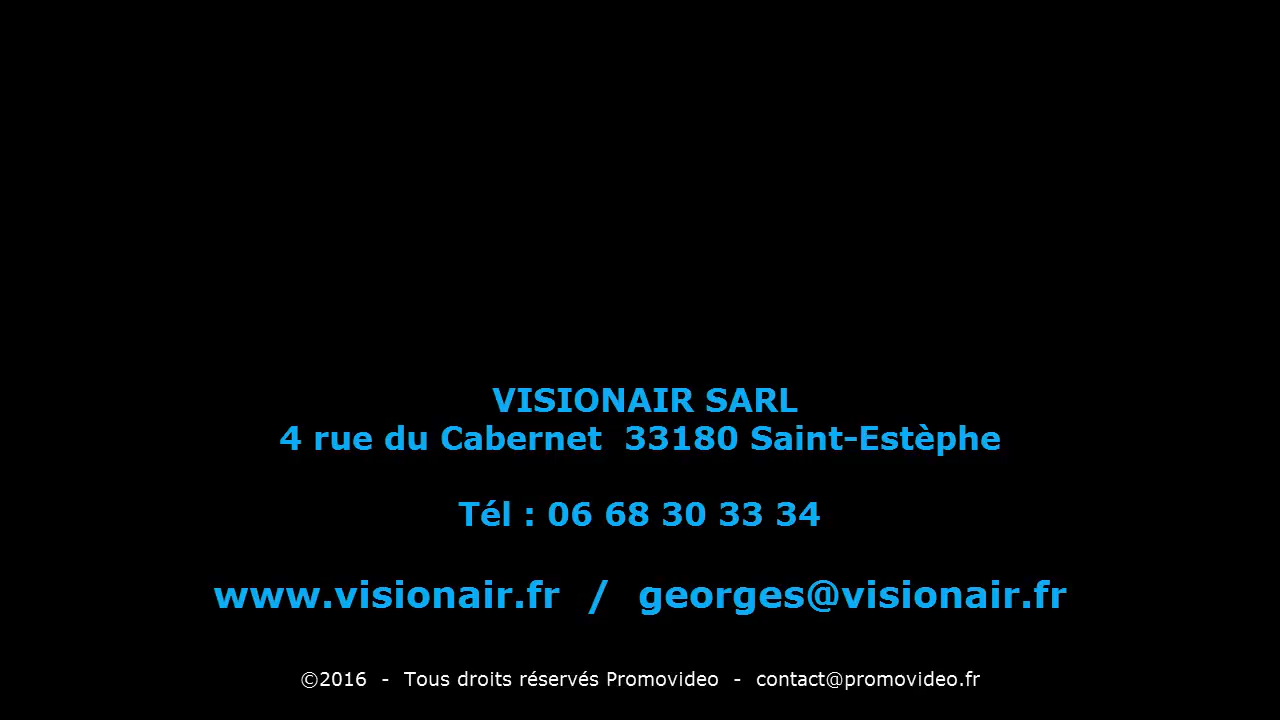 VISIONAIR SARL
4 rue du Cabernet 33180 Saint-Estèphe
Tél : 06 68 30 33 34
www.visionair.fr / georges@visionair.fr
©2016 - Tous droits réservés Promovideo - contact@promovideo.fr